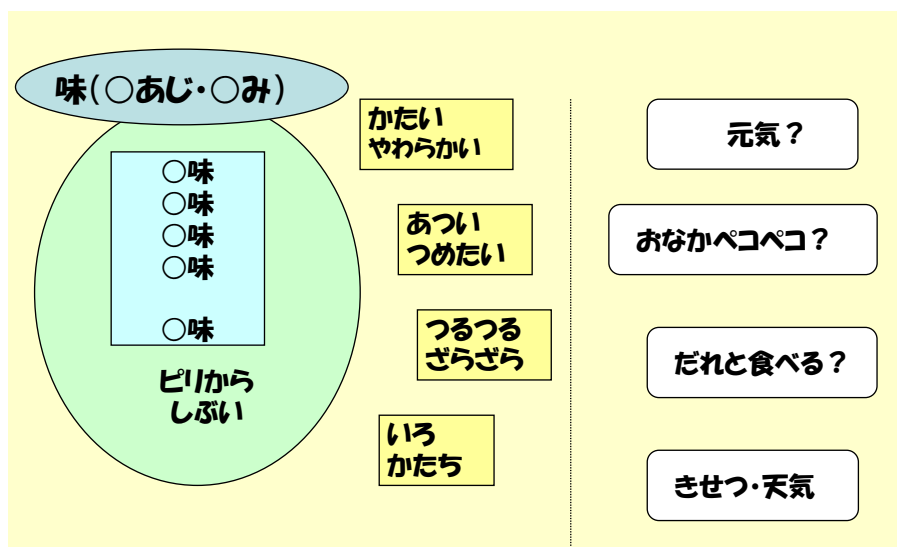 味(○あじ・○み)
○味
○味
○味
○味
○味
ピリから
しぶい
かたい
やわらかい
あつい
つめたい
つるつる
ざらざら
いろ
かたち
元気？
おなかペコペコ？
だれと食べる？
きせつ・天気